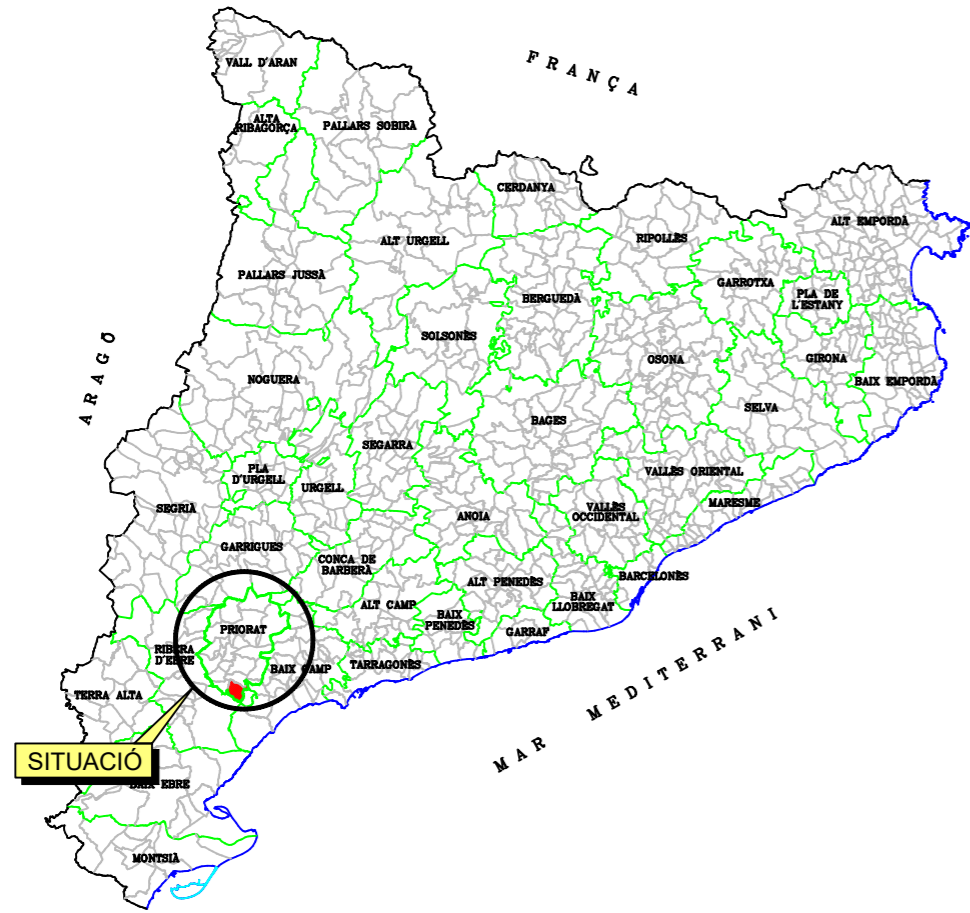 FRANÇA
VALL D'ARAN
ALTA
RIBAGORÇA
PALLARS SOBIRÀ
CERDANYA
ALT EMPORDÀ
RIPOLLÈS
ALT URGELL
PALLARS JUSSÀ
GARROTXA
PLA DE
L'ESTANY
BERGUEDÀ
SOLSONÈS
OSONA
GIRONA
ARAGÓ
NOGUERA
BAIX EMPORDÀ
SELVA
BAGES
SEGARRA
PLA
D'URGELL
URGELL
VALLÈS ORIENTAL
SEGRIÀ
MARESME
VALLÈS
OCCIDENTAL
ANOIA
GARRIGUES
CONCA DE
BARBERÀ
ALT PENEDÈS
BARCELONÈS
BAIX
LLOBREGAT
ALT CAMP
BAIX
PENEDÈS
GARRAF
PRIORAT
RIBERA
D'EBRE
BAIX CAMP
TARRAGONÈS
TERRA ALTA
MAR MEDITERRANI
SITUACIÓ
BAIX EBRE
MONTSIÀ